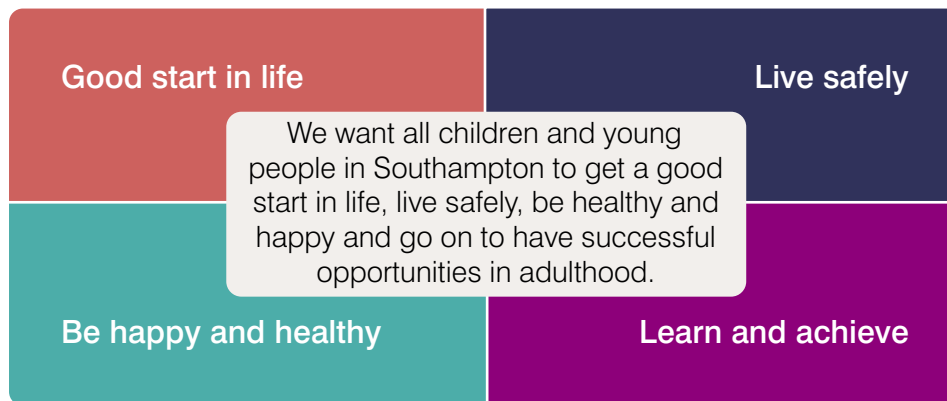 Good start in life
Live safely
We want all children and young
people in Southampton to get a good
start in life, live safely, be healthy and
happy and go on to have successful
opportunities in adulthood.
Be happy and healthy
Learn and achieve